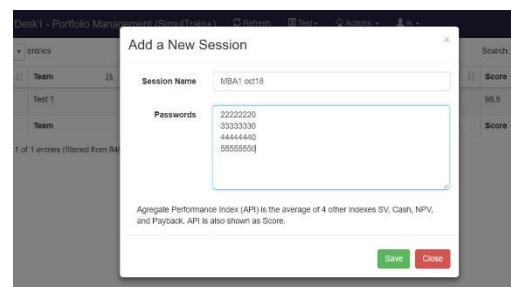 Desk1 - Portfolio Management (SimulTrain+) Refresh Test Actions lk
entries Search:
Add a New Session ×
Team Score
Session Name MBA1 oct18
Test 1 98.5
Passwords 22222220
33333330
44444440
55555550
Team Score
1 of 1 entries (filtered from 84
Agregate Performance Index (API) is the average of 4 other indexes SV, Cash, NPV,
and Payback. API is also shown as Score.
Save Close